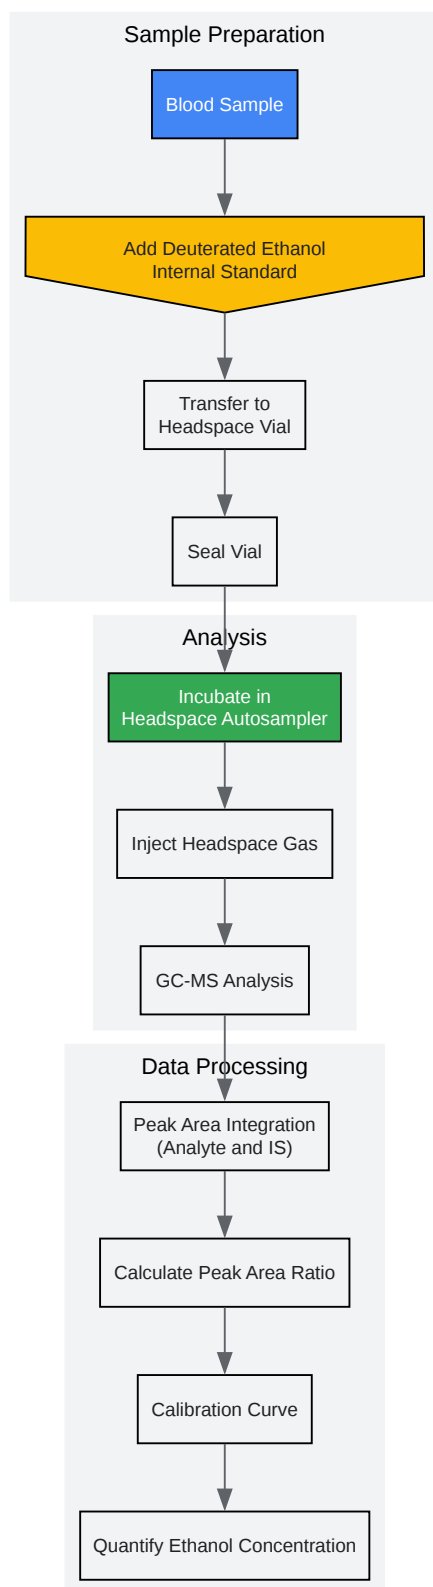 Sample Preparation
Blood Sample
Add Deuterated Ethanol
Internal Standard
Transfer to
Headspace Vial
Seal Vial
Analysis
Incubate in
Headspace Autosampler
Inject Headspace Gas
GC-MS Analysis
Data Processing
Peak Area Integration
(Analyte and IS)
Calculate Peak Area Ratio
Calibration Curve
Quantify Ethanol Concentration